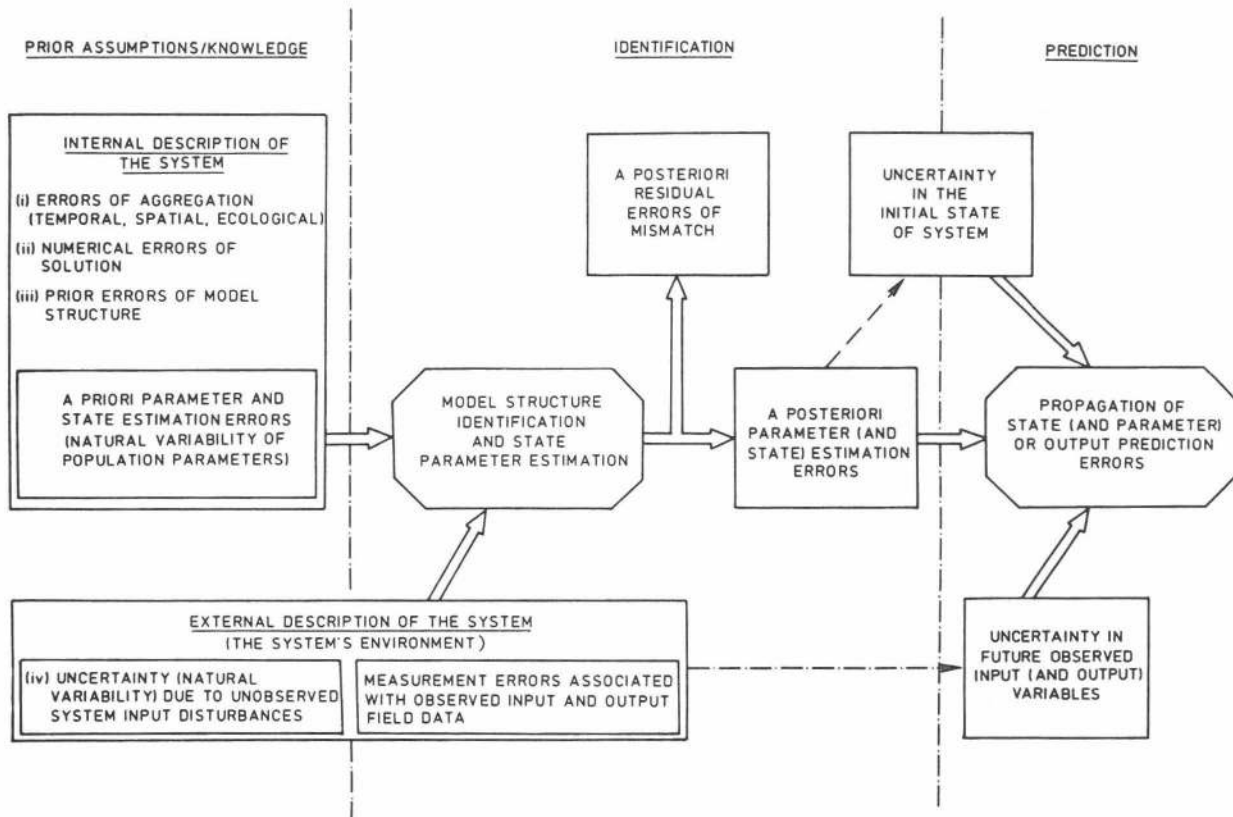 PRIOR ASSUMPTIONS/KNOWLEDGE
IDENTIFICATION
PREDICTION
INTERNAL DESCRIPTION OF
THE SYSTEM
(i) ERRORS OF AGGREGATION
(TEMPORAL, SPATIAL, ECOLOGICAL)
(ii) NUMERICAL ERRORS OF
SOLUTION
(iii) PRIOR ERRORS OF MODEL
STRUCTURE
A PRIORI PARAMETER AND
STATE ESTIMATION ERRORS
(NATURAL VARIABILITY OF
POPULATION PARAMETERS)
MODEL STRUCTURE
IDENTIFICATION
AND STATE
PARAMETER ESTIMATION
A POSTERIORI
RESIDUAL
ERRORS OF
MISMATCH
A POSTERIORI
PARAMETER (AND
STATE) ESTIMATION
ERRORS
UNCERTAINTY
IN THE
INITIAL STATE
OF SYSTEM
PROPAGATION OF
STATE (AND PARAMETER)
OR OUTPUT PREDICTION
ERRORS
EXTERNAL DESCRIPTION OF THE SYSTEM
(THE SYSTEM'S ENVIRONMENT)
(iv) UNCERTAINTY (NATURAL
VARIABILITY) DUE TO UNOBSERVED
SYSTEM INPUT DISTURBANCES
MEASUREMENT ERRORS ASSOCIATED
WITH OBSERVED INPUT AND OUTPUT
FIELD DATA
UNCERTAINTY IN
FUTURE OBSERVED
INPUT (AND OUTPUT)
VARIABLES